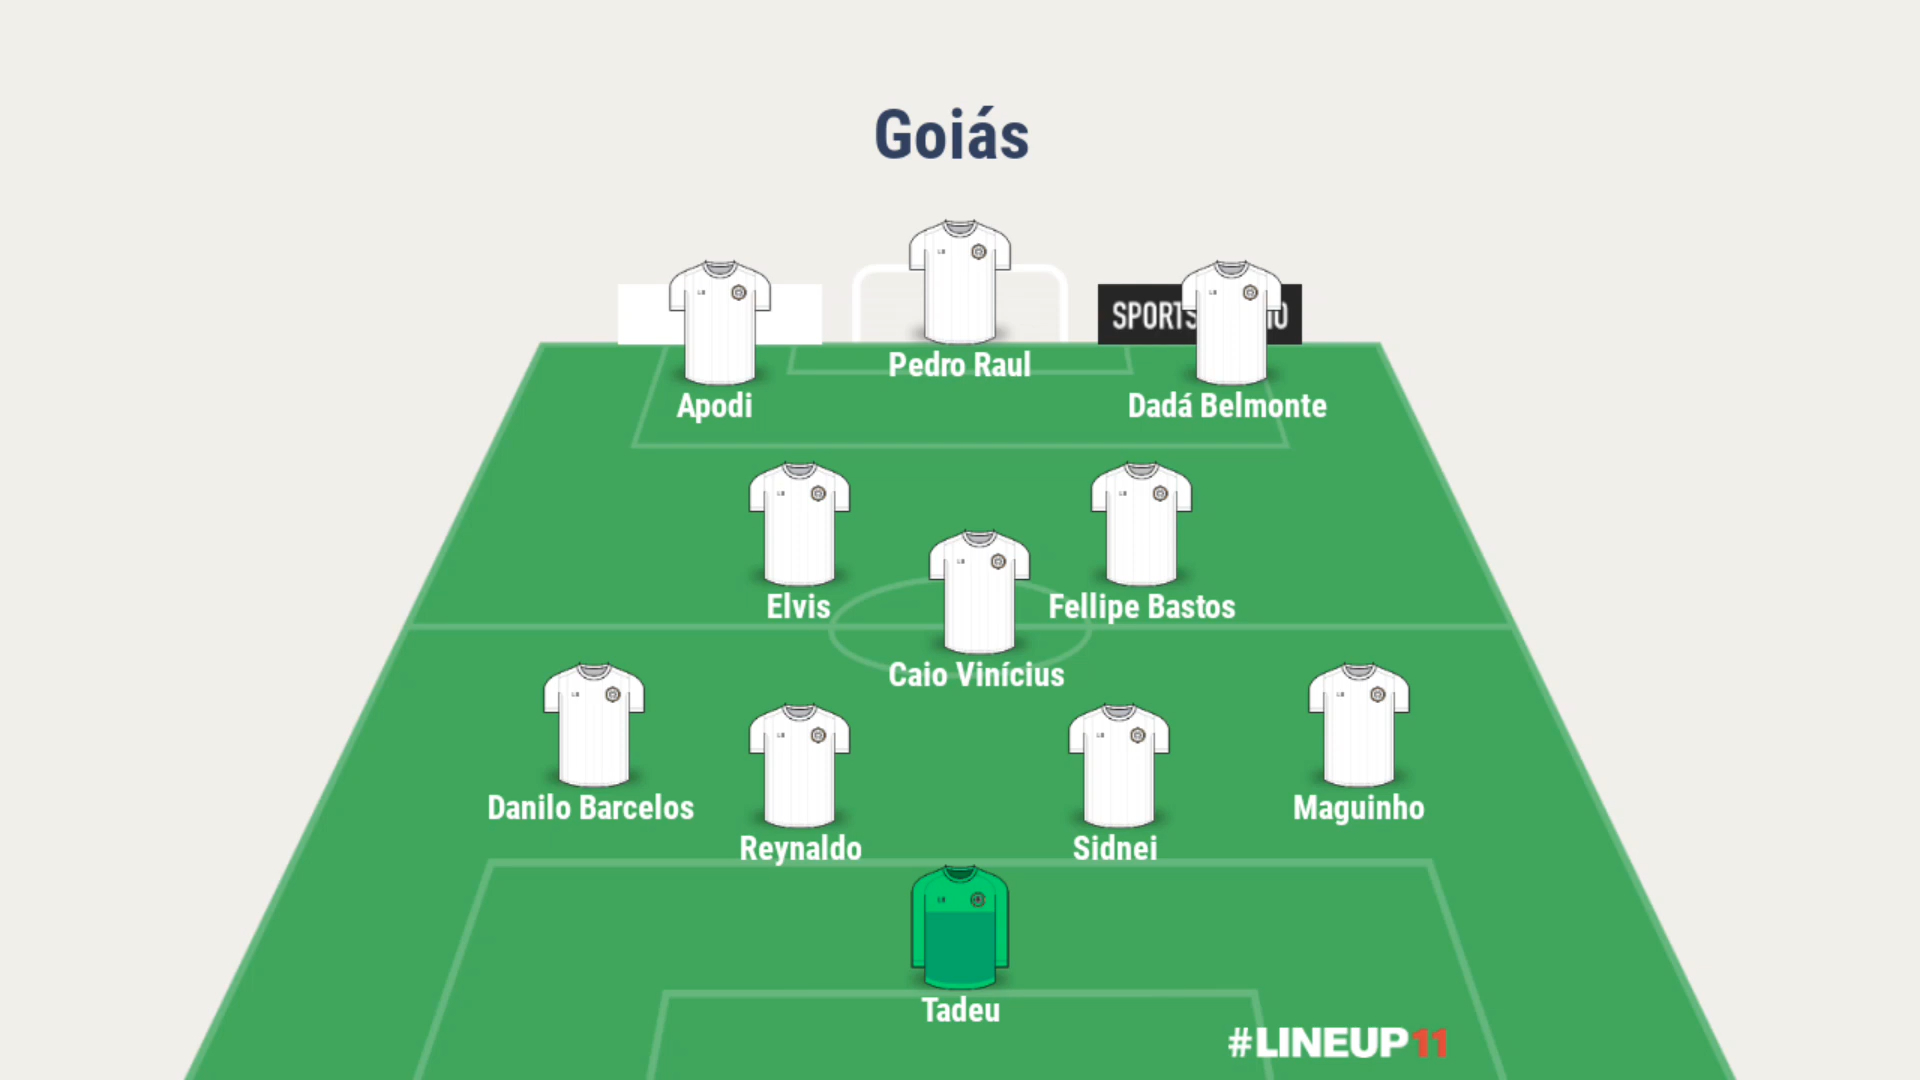 Goiás
Pedro Raul
Apodi
Dadá Belmonte
Elvis
Fellipe Bastos
Caio Vinícius
Danilo Barcelos
Maguinho
Reynaldo
Sidnei
Tadeu
#LINEUP11